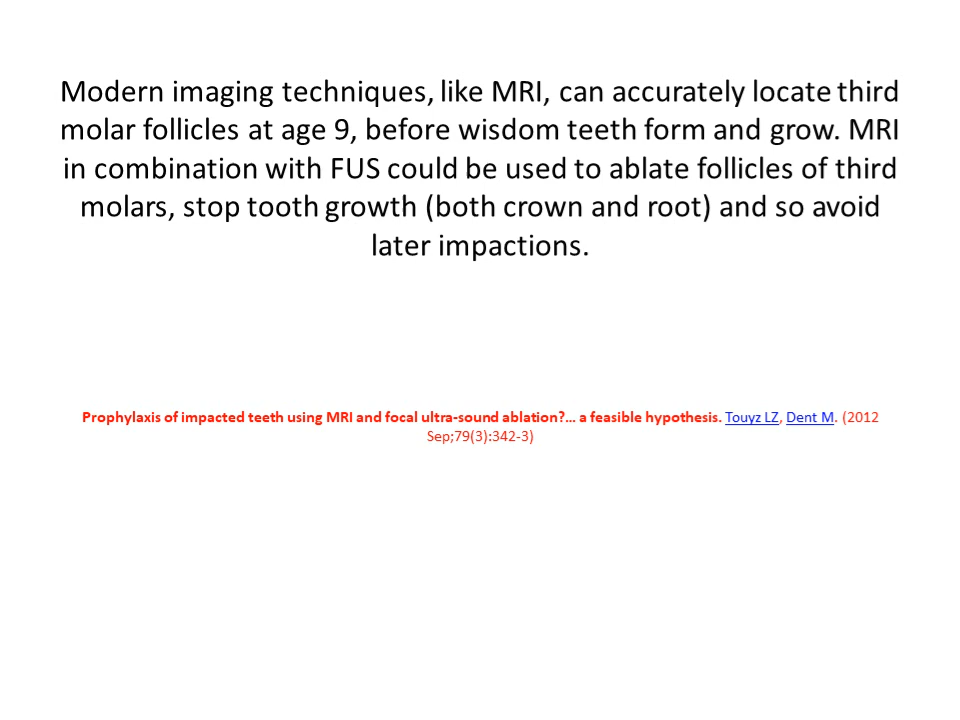 Modern imaging techniques, like MRI, can accurately locate third
molar follicles at age 9, before wisdom teeth form and grow. MRI
in combination with FUS could be used to ablate follicles of third
molars, stop tooth growth (both crown and root) and so avoid
later impactions.
Prophylaxis of impacted teeth using MRI and focal ultra-sound ablation?... a feasible hypothesis. Touyz LZ, Dent M. (2012
Sep;79(3):342-3)